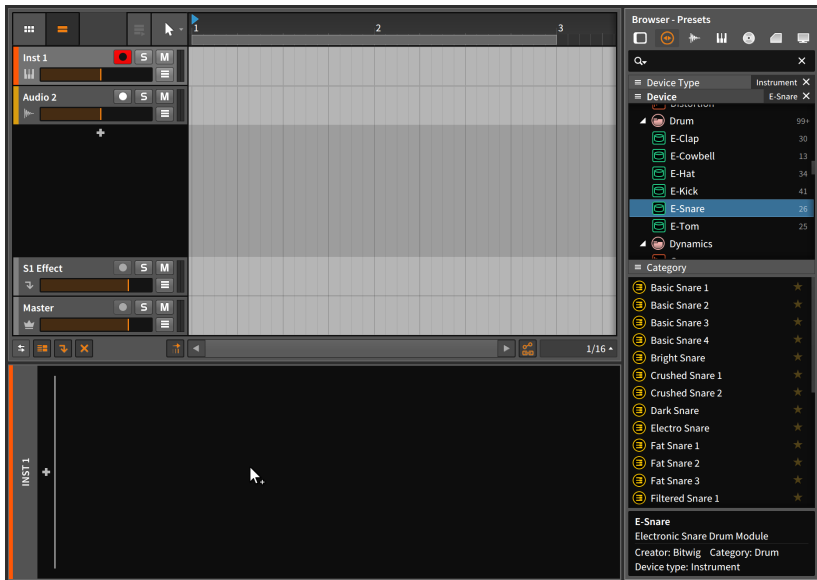 Browser - Presets
1
2
3
Inst 1
S M
Device Type
Instrument
Device
E-Snare
Audio 2
S M
Distortion
Drum 99+
E-Clap 30
E-Cowbell 13
E-Hat 34
E-Kick 41
E-Snare 26
E-Tom 25
Dynamics
S1 Effect
S M
Category
Master
S M
Basic Snare 1
Basic Snare 2
Basic Snare 3
Basic Snare 4
1/16
Bright Snare
Crushed Snare 1
Crushed Snare 2
Dark Snare
Electro Snare
Fat Snare 1
Fat Snare 2
Fat Snare 3
Filtered Snare 1
INST 1
E-Snare
Electronic Snare Drum Module
Creator: Bitwig Category: Drum
Device type: Instrument